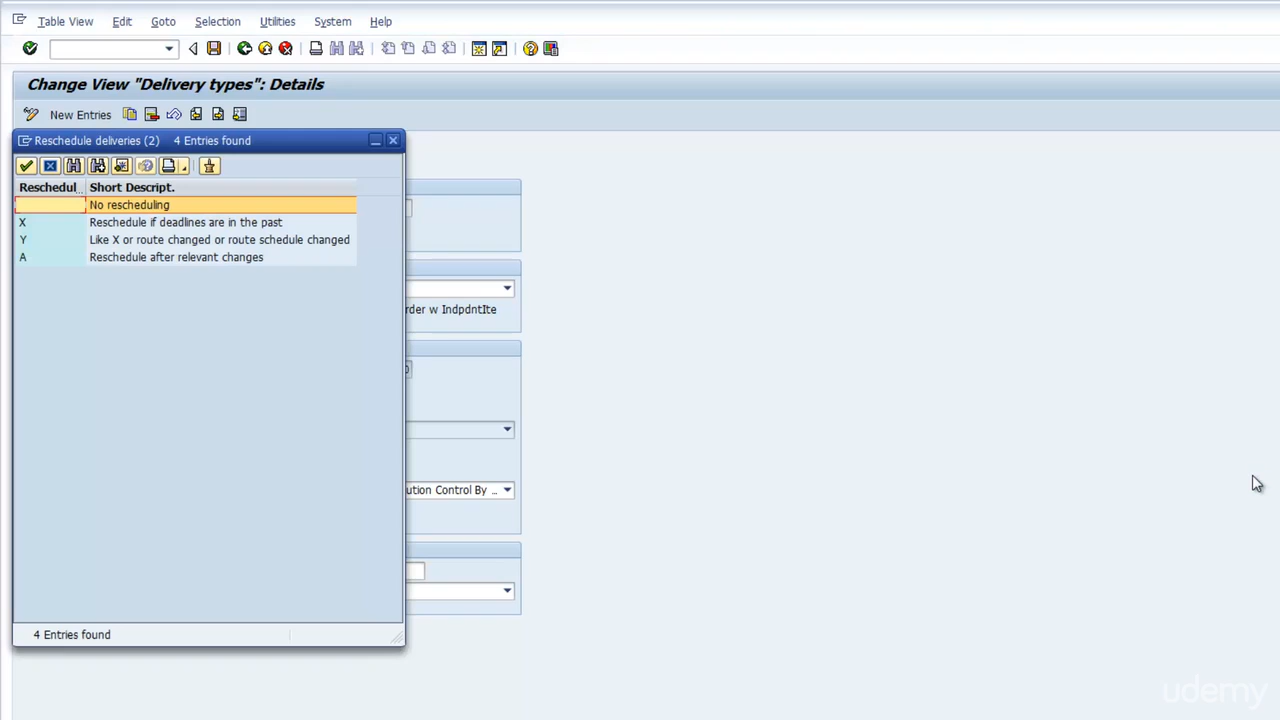 Table View Edit Goto Selection Utilities System Help
Change View "Delivery types": Details
New Entries
Reschedule deliveries (2) 4 Entries found
Reschedul.. Short Descript.
No rescheduling
X Reschedule if deadlines are in the past
Y Like X or route changed or route schedule changed
A Reschedule after relevant changes
rder w IndpdntIte
ution Control By ...
4 Entries found
udemy